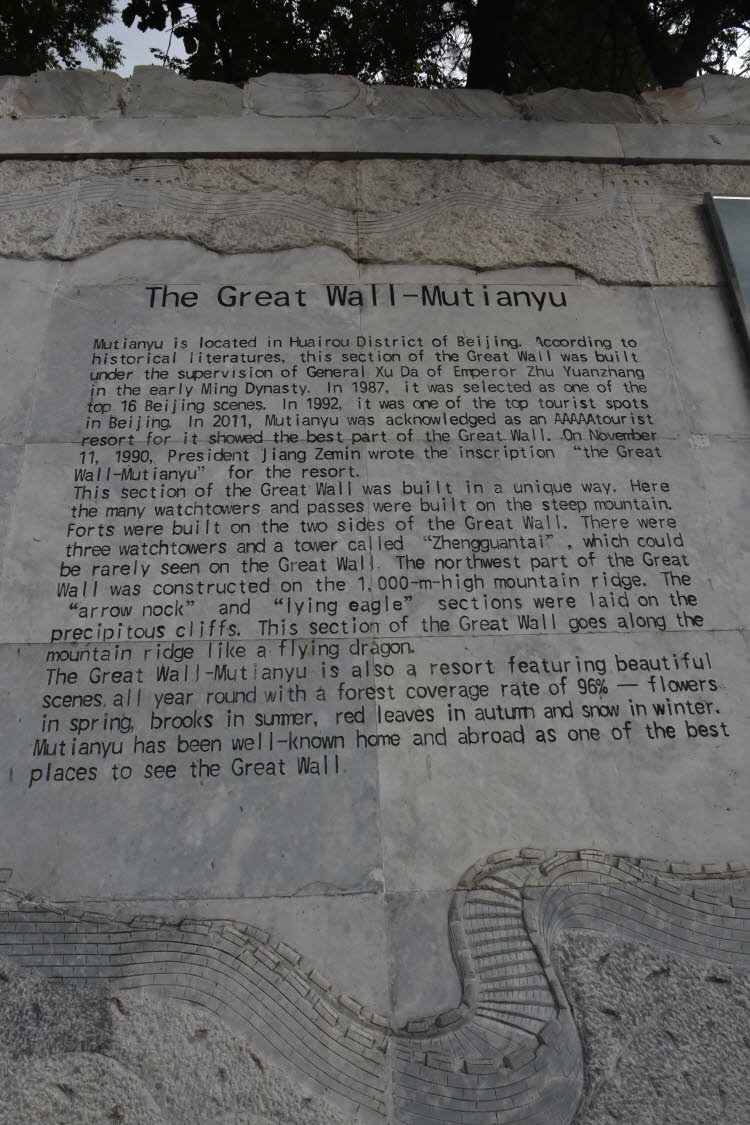 The Great Wall-Mutianyu
Mutianyu is located in Huairou District of Beijing. According to
historical literatures, this section of the Great Wall was built
under the supervision of General Xu Da of Emperor Zhu Yuanzhang
in the early Ming Dynasty. In 1987, it was selected as one of the
top 16 Beijing scenes. In 1992, it was one of the top tourist spots
in Beijing. In 2011, Mutianyu was acknowledged as an AAAAAtourist
resort for it showed the best part of the Great Wall. On November
11, 1990, President Jiang Zemin wrote the inscription "the Great
Wall-Mutianyu" for the resort.
This section of the Great Wall was built in a unique way. Here
the many watchtowers and passes were built on the steep mountain.
Forts were built on the two sides of the Great Wall. There were
three watchtowers and a tower called "Zhengguantai", which could
be rarely seen on the Great Wall. The northwest part of the Great
Wall was constructed on the 1,000-m-high mountain ridge. The
"arrow nock" and "lying eagle" sections were laid on the
precipitous cliffs. This section of the Great Wall goes along the
mountain ridge like a flying dragon.
The Great Wall-Mutianyu is also a resort featuring beautiful
scenes all year round with a forest coverage rate of 96% — flowers
in spring, brooks in summer, red leaves in autumn and snow in winter.
Mutianyu has been well-known home and abroad as one of the best
places to see the Great Wall.